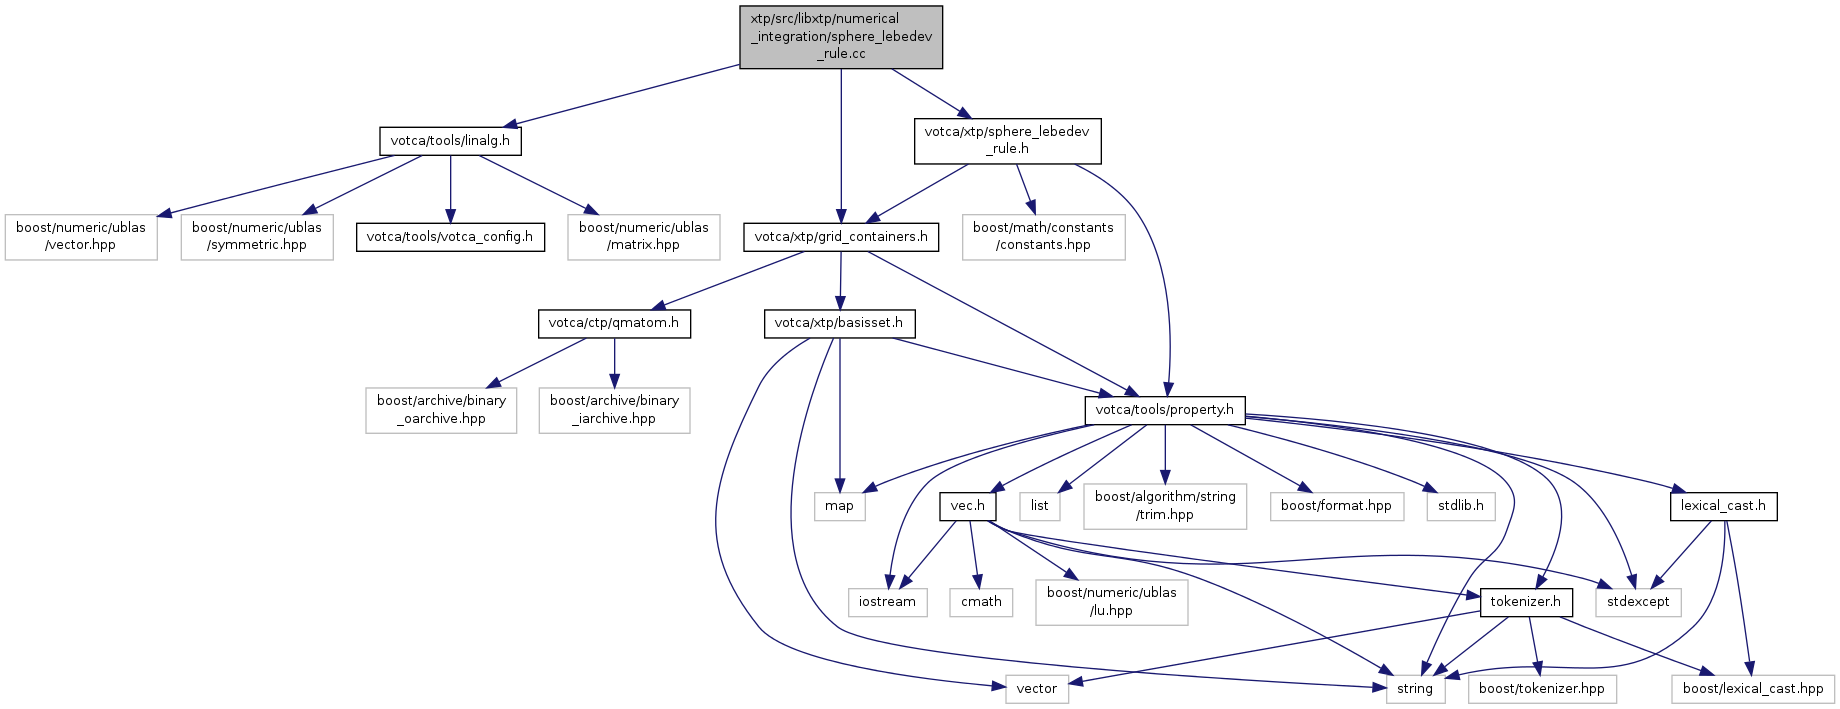 xtp/src/libxtp/numerical
_integration/sphere_lebedev
_rule.cc
votca/tools/linalg.h
votca/xtp/sphere_lebedev
_rule.h
boost/numeric/ublas
/vector.hpp
boost/numeric/ublas
/symmetric.hpp
votca/tools/votca_config.h
boost/numeric/ublas
/matrix.hpp
votca/xtp/grid_containers.h
boost/math/constants
/constants.hpp
votca/ctp/qmatom.h
votca/xtp/basisset.h
boost/archive/binary
_oarchive.hpp
boost/archive/binary
_iarchive.hpp
votca/tools/property.h
map
vec.h
list
boost/algorithm/string
/trim.hpp
boost/format.hpp
stdlib.h
lexical_cast.h
iostream
cmath
boost/numeric/ublas
/lu.hpp
tokenizer.h
stdexcept
vector
string
boost/tokenizer.hpp
boost/lexical_cast.hpp